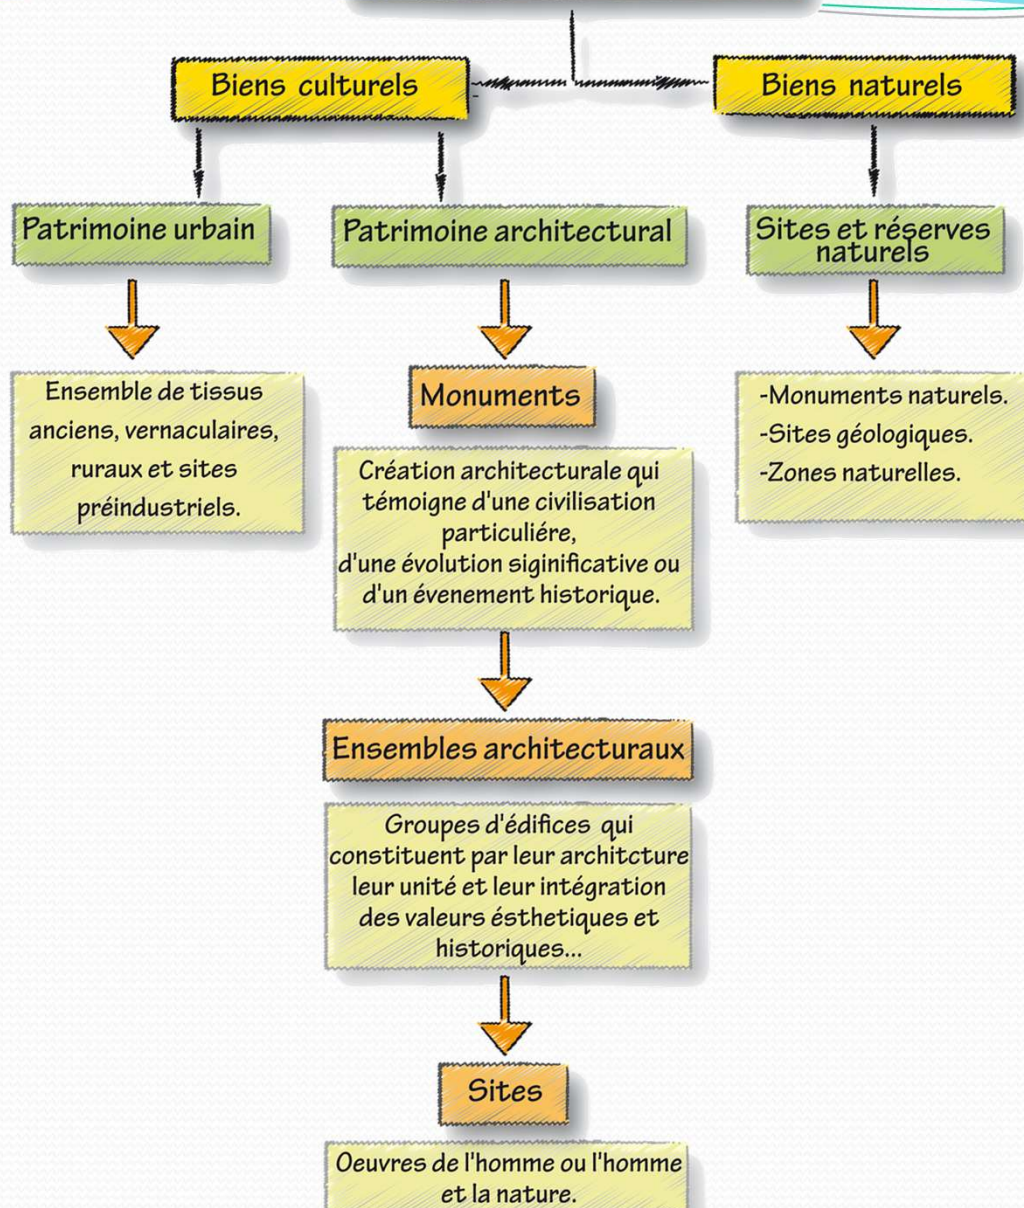 Biens culturels
Biens naturels
Patrimoine urbain
Patrimoine architectural
Sites et réserves
naturels
Ensemble de tissus
anciens, vernaculaires,
ruraux et sites
préindustriels.
Monuments
Création architecturale qui
témoigne d'une civilisation
particuliére,
d'une évolution siginificative ou
d'un évenement historique.
-Monuments naturels.
-Sites géologiques.
-Zones naturelles.
Ensembles architecturaux
Groupes d'édifices qui
constituent par leur architcture
leur unité et leur intégration
des valeurs ésthetiques et
historiques...
Sites
Oeuvres de l'homme ou l'homme
et la nature.